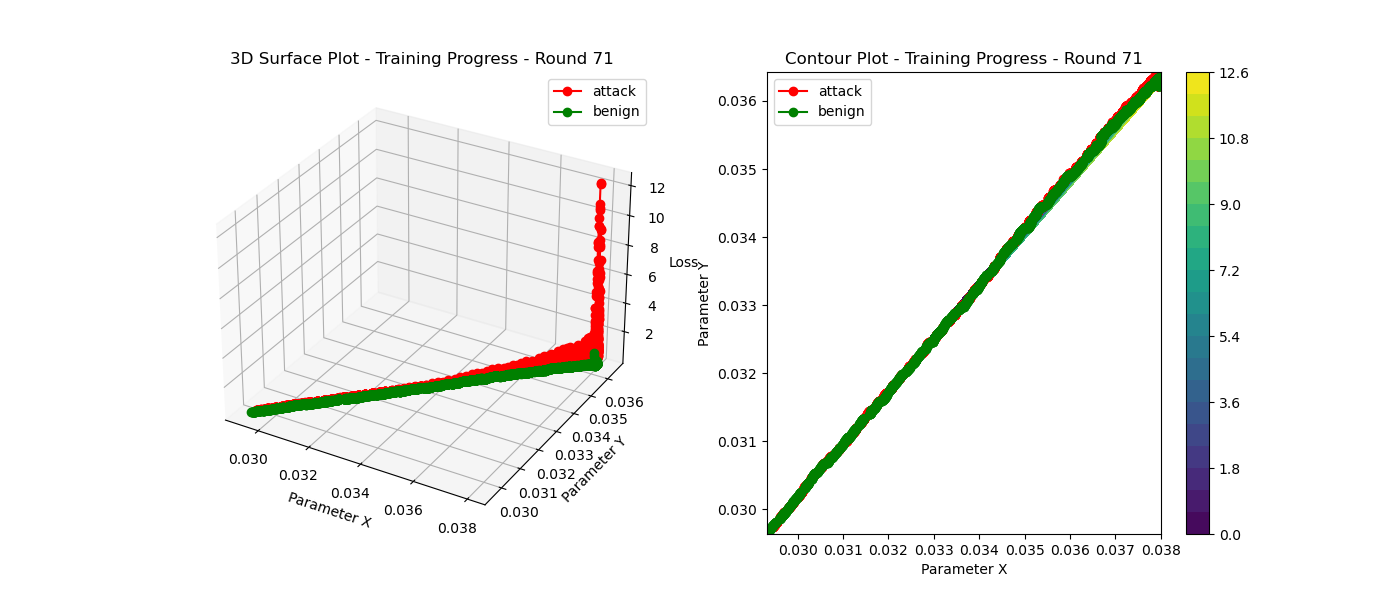 3D Surface Plot - Training Progress - Round 71
attack
benign
12
10
8
6
4
2
Loss
0.036
0.035
0.034
0.033
0.032
0.031
0.030
Parameter Y
0.030
0.032
0.034
0.036
0.038
Parameter X
Contour Plot - Training Progress - Round 71
attack
benign
0.036
0.035
0.034
0.033
0.032
0.031
0.030
Parameter Y
0.030 0.031 0.032 0.033 0.034 0.035 0.036 0.037 0.038
Parameter X
12.6
10.8
9.0
7.2
5.4
3.6
1.8
0.0